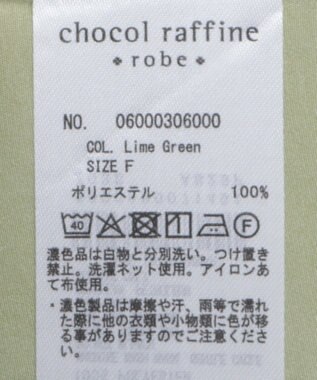 chocol raffine
robe
NO. 06000306000
COL. Lime Green
SIZE F
ポリエステル 100%
40 F
濃色品は白物と分別洗い。つけ置き
禁止。洗濯ネット使用。アイロンあ
て布使用。
・濃色製品は摩擦や汗、雨等で濡れ
た際に他の衣類や小物類に色が移
る事がありますのでご注意くださ
い。